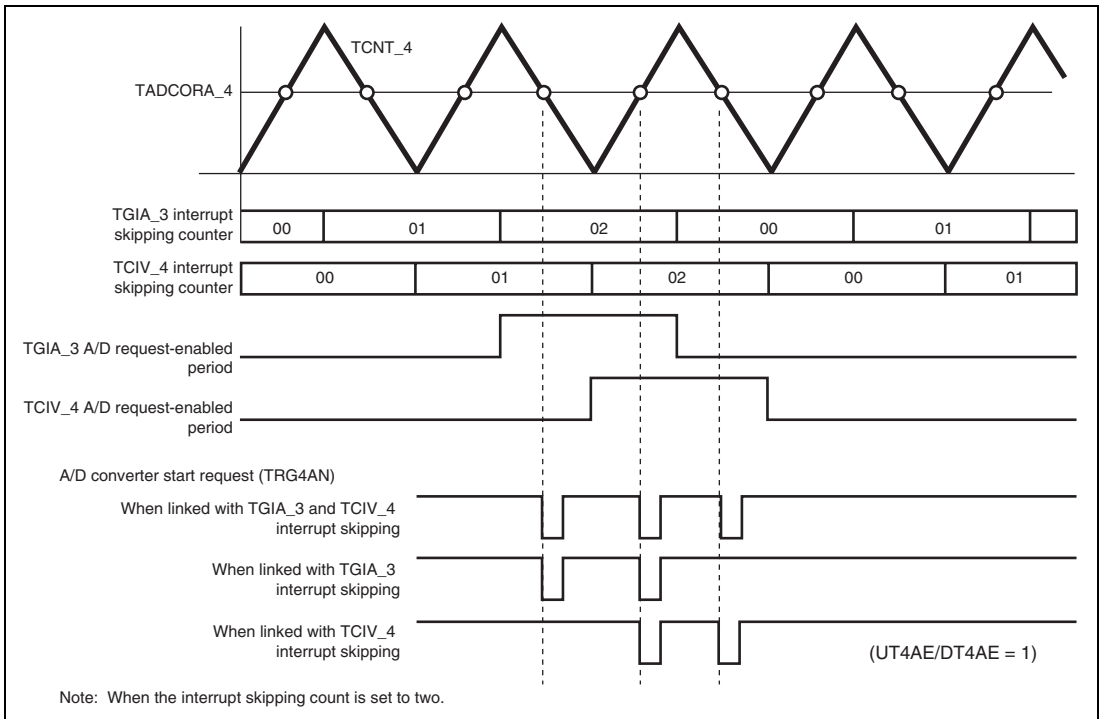 TCNT_4
TADCORA_4
TGIA_3 interrupt
skipping counter
00 01 02 00 01
TCIV_4 interrupt
skipping counter
00 01 02 00 01
TGIA_3 A/D request-enabled
period
TCIV_4 A/D request-enabled
period
A/D converter start request (TRG4AN)
When linked with TGIA_3 and TCIV_4
interrupt skipping
When linked with TGIA_3
interrupt skipping
When linked with TCIV_4
interrupt skipping
(UT4AE/DT4AE = 1)
Note: When the interrupt skipping count is set to two.